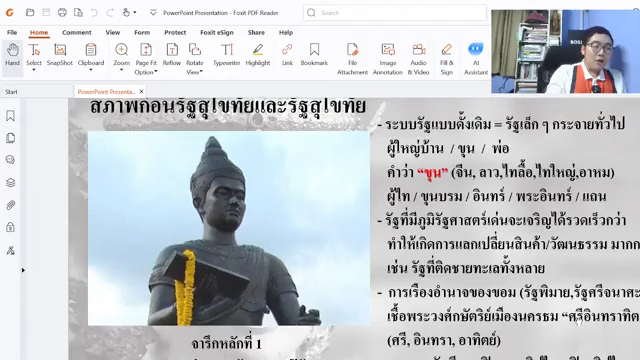 PowerPoint Presentation - Foxit PDF Reader
Search
File Home Comment View Form Protect Foxit eSign Share Help
Hand Select SnapShot Clipboard Zoom Page Fit Option Reflow Rotate View Typewriter Highlight Link Bookmark File Attachment Image Annotation Audio & Video Fill & Sign AI Assistant
Start PowerPoint Presenta...
สภาพก่อนรัฐสุโขทัยและรัฐสุโขทัย
- ระบบรัฐแบบดั้งเดิม = รัฐเล็ก ๆ กระจายทั่วไป
ผู้ใหญ่บ้าน / ขุน / พ่อ
คำว่า “ขุน” (จีน, ลาว,ไทลื้อ,ไทใหญ่,อาหม)
ผู้ไท / ขุนบรม / อินทร์ / พระอินทร์ / แถน
- รัฐที่มีภูมิรัฐศาสตร์เด่นจะเจริญได้รวดเร็วกว่า
ทำให้เกิดการแลกเปลี่ยนสินค้า/วัฒนธรรม
เช่น รัฐที่ติดชายทะเลทั้งหลาย
- การเรืองอำนาจของขอม (รัฐพิมาย,รัฐศรีจนาศะ
เชื้อพระวงศ์กษัตริย์เมืองนครธม “ศรีอินทราทิต
(ศรี, อินทรา, อาทิตย์)
จารึกหลักที่ 1